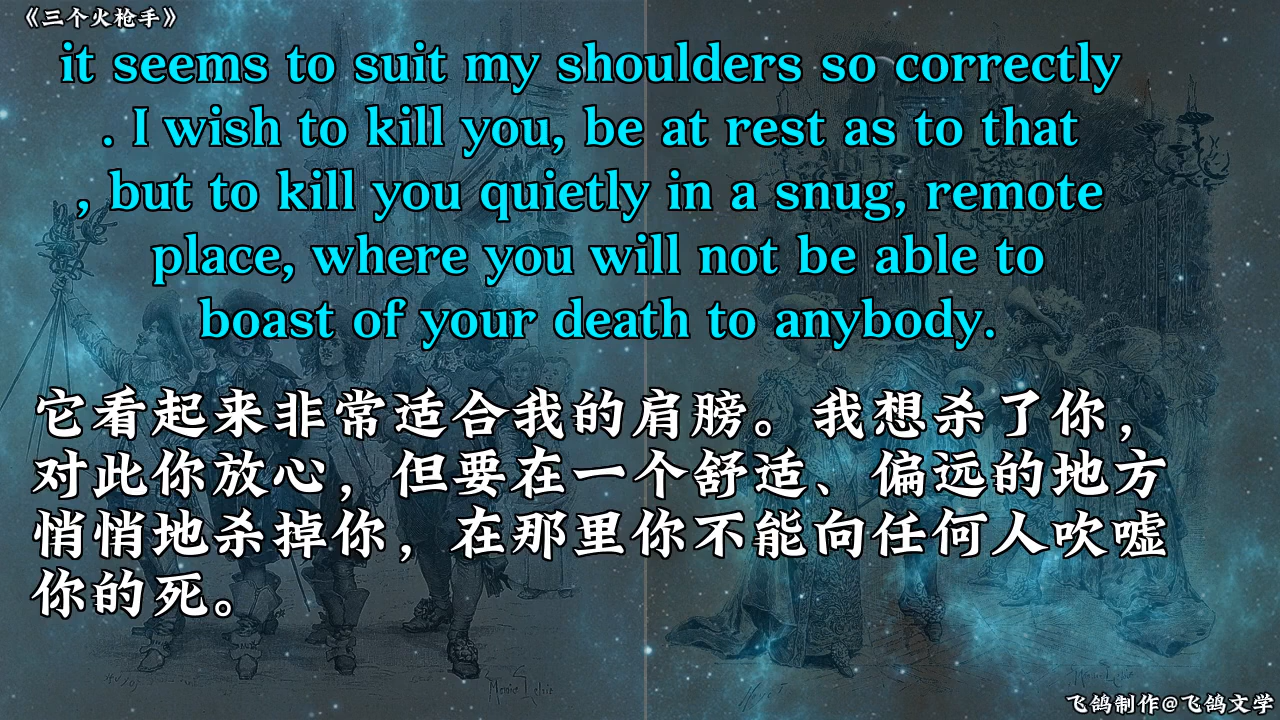 《三个火枪手》
it seems to suit my shoulders so correctly
. I wish to kill you, be at rest as to that
, but to kill you quietly in a snug, remote
place, where you will not be able to
boast of your death to anybody.
它看起来非常适合我的肩膀。我想杀了你，
对此你放心，但要在一个舒适、偏远的地方
悄悄地杀掉你，在那里你不能向任何人吹嘘
你的死。
飞鸽制作@飞鸽文学